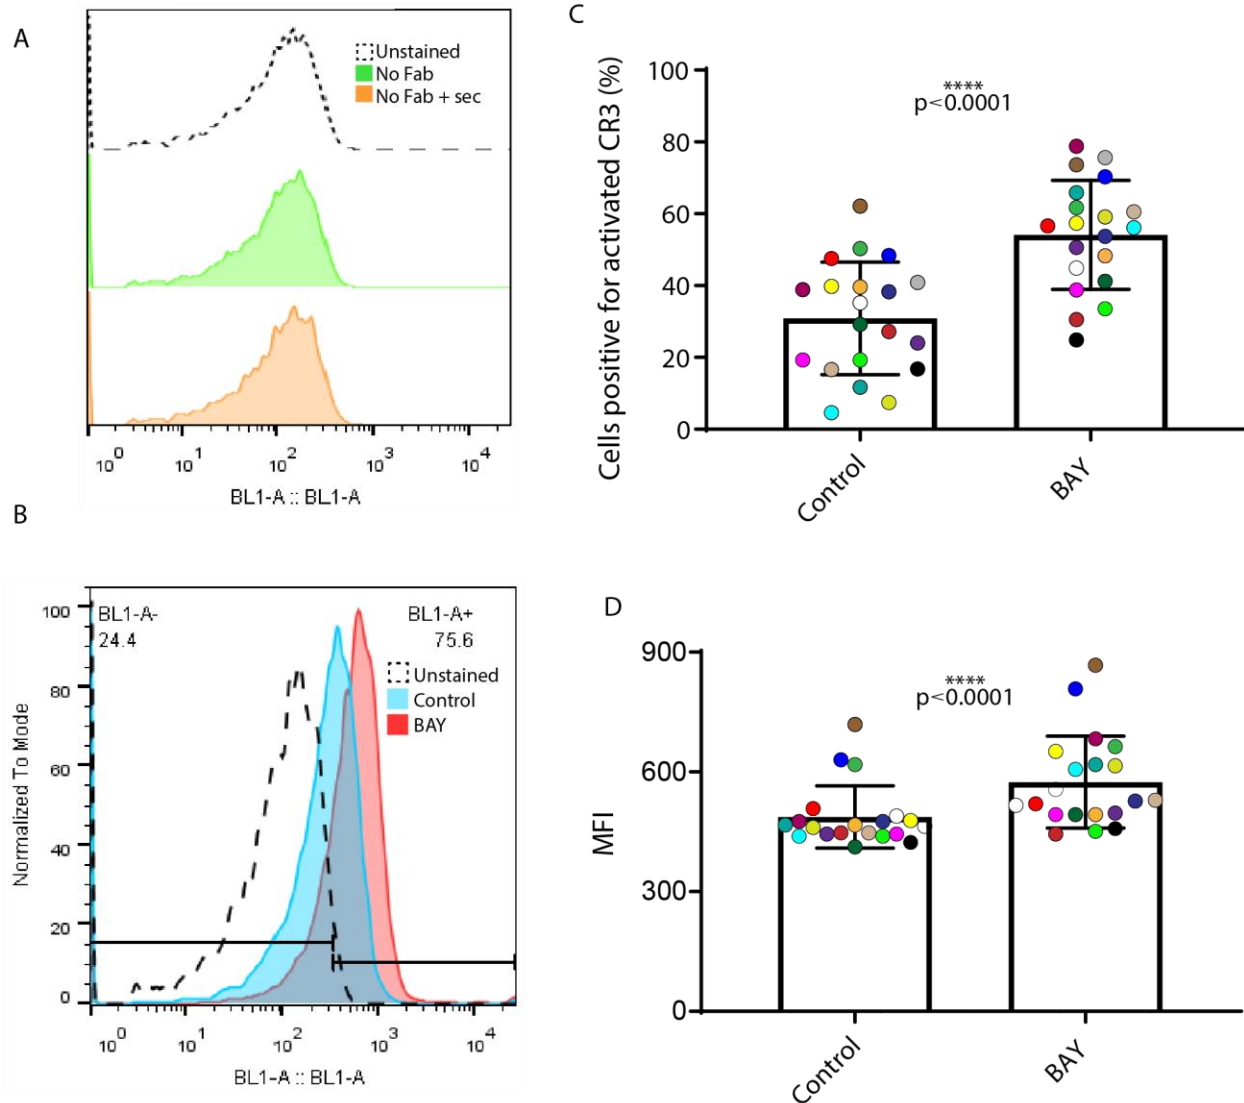 A
Unstained
No Fab
No Fab + sec
10^0 10^1 10^2 10^3 10^4
BL1-A :: BL1-A
B
Normalized To Mode
100
80
60
40
20
0
BL1-A-
24.4
BL1-A+
75.6
Unstained
Control
BAY
10^0 10^1 10^2 10^3 10^4
BL1-A :: BL1-A
C
Cells positive for activated CR3 (%)
100
80
60
40
20
0
****
p<0.0001
Control
BAY
D
MFI
900
600
300
0
****
p<0.0001
Control
BAY